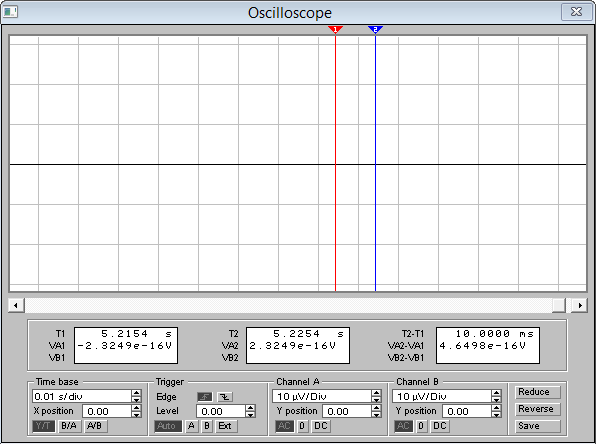 Oscilloscope
1 2
T1 5.2154 s T2 5.2254 s T2-T1 10.0000 ms
VA1 -2.3249e-16V VA2 2.3249e-16V VA2-VA1 4.6498e-16V
VB1 VB2 VB2-VB1
Time base Trigger Channel A Channel B
0.01 s/div Edge 10 µV/Div 10 µV/Div Reduce
X position 0.00 Level 0.00 Y position 0.00 Y position 0.00 Reverse
Y/T B/A A/B Auto A B Ext AC 0 DC AC 0 DC Save